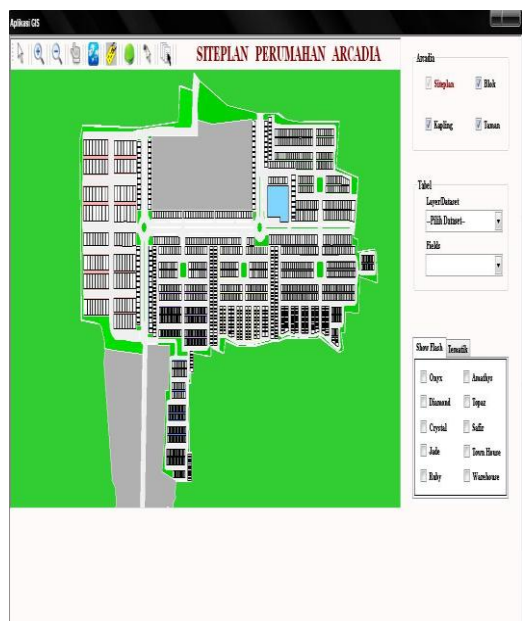 Aplikasi GIS
SITEPLAN PERUMAHAN ARCADIA
Arcadia
Siteplan
Blok
Kapling
Taman
Tabel
Layer/Dataset
--Pilih Dataset--
Fields
Show Flash
Tematik
Onyx
Amathys
Diamond
Topaz
Crystal
Safir
Jade
Town House
Ruby
Warehouse